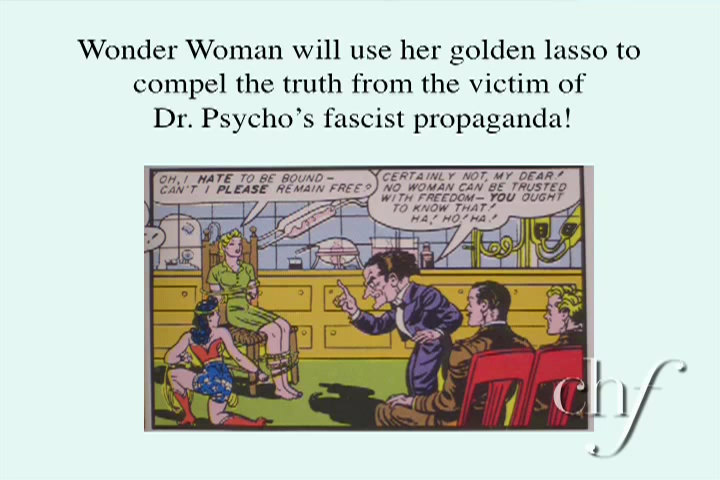 Wonder Woman will use her golden lasso to
compel the truth from the victim of
Dr. Psycho’s fascist propaganda!
OH, I HATE TO BE BOUND —
CAN'T I PLEASE REMAIN FREE?
CERTAINLY NOT, MY DEAR!
NO WOMAN CAN BE TRUSTED
WITH FREEDOM— YOU OUGHT
TO KNOW THAT!
HA! HO! HA!
chf